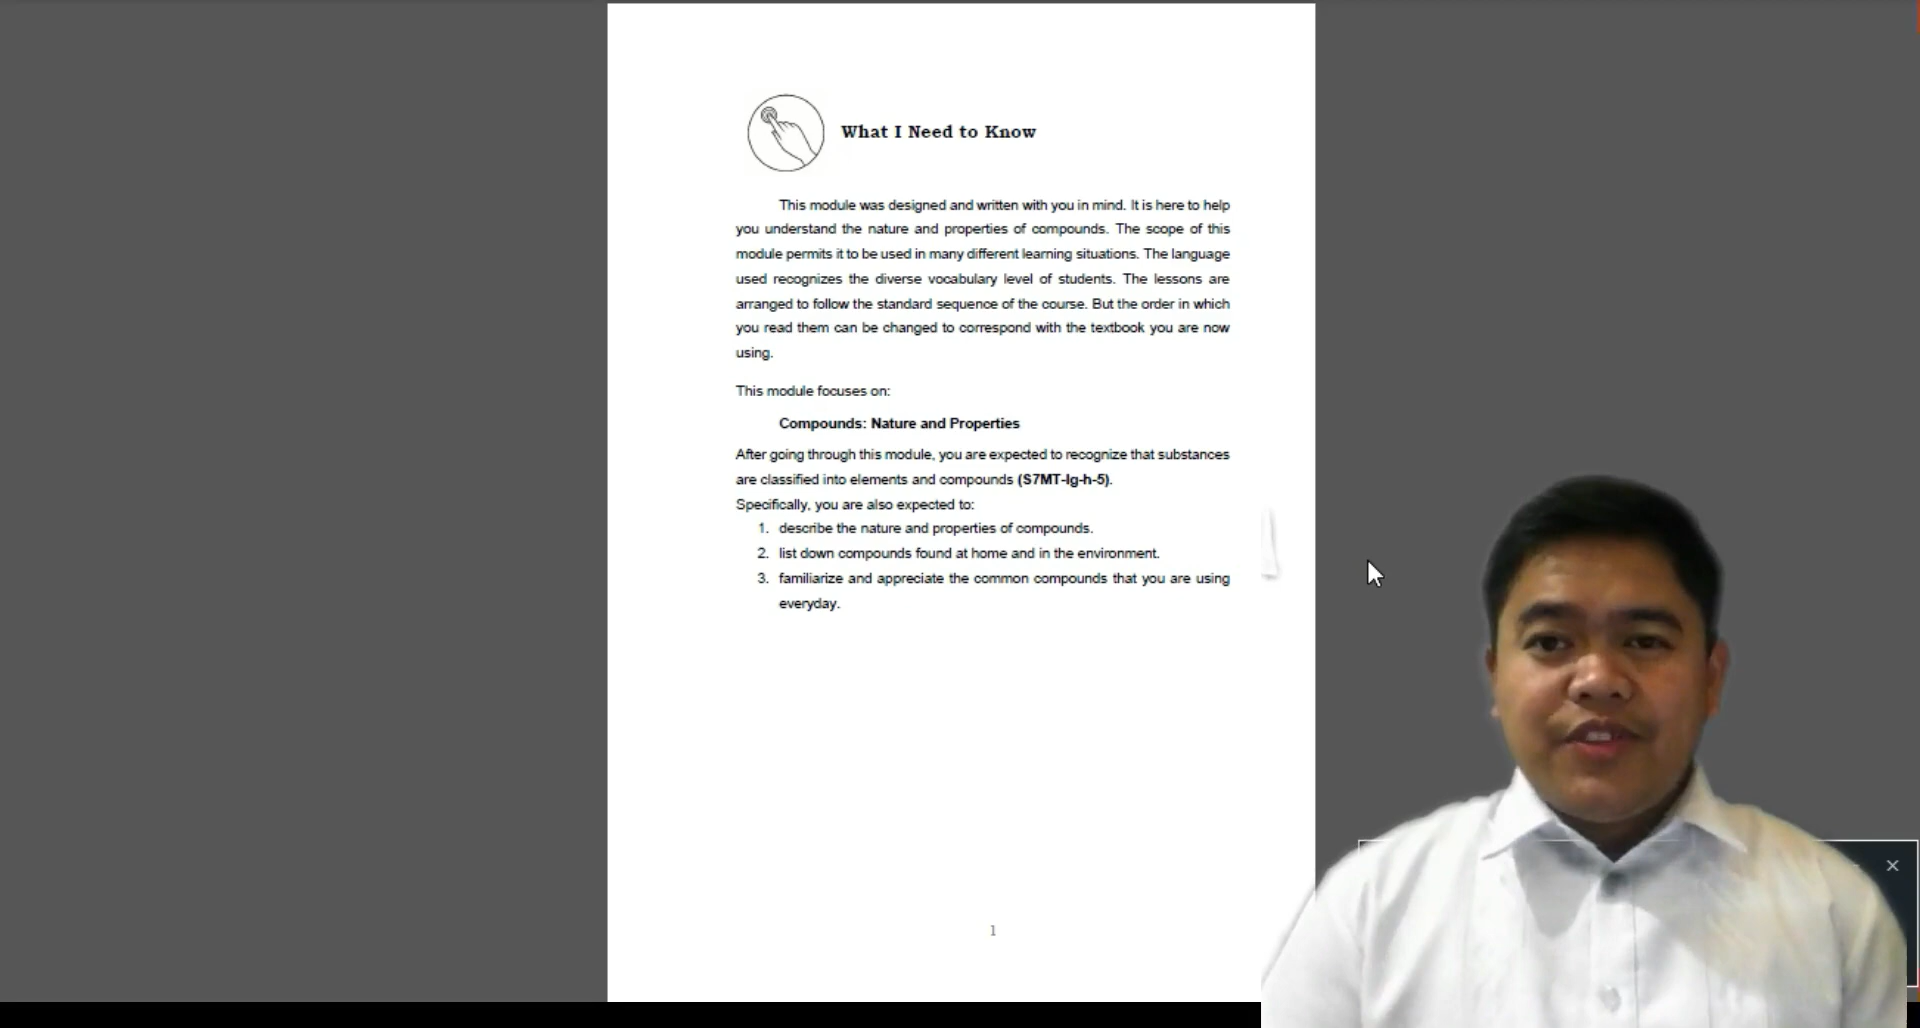 What I Need to Know
This module was designed and written with you in mind. It is here to help
you understand the nature and properties of compounds. The scope of this
module permits it to be used in many different learning situations. The language
used recognizes the diverse vocabulary level of students. The lessons are
arranged to follow the standard sequence of the course. But the order in which
you read them can be changed to correspond with the textbook you are now
using.
This module focuses on:
Compounds: Nature and Properties
After going through this module, you are expected to recognize that substances
are classified into elements and compounds (S7MT-Ig-h-5).
Specifically, you are also expected to:
1. describe the nature and properties of compounds.
2. list down compounds found at home and in the environment.
3. familiarize and appreciate the common compounds that you are using
everyday.
1